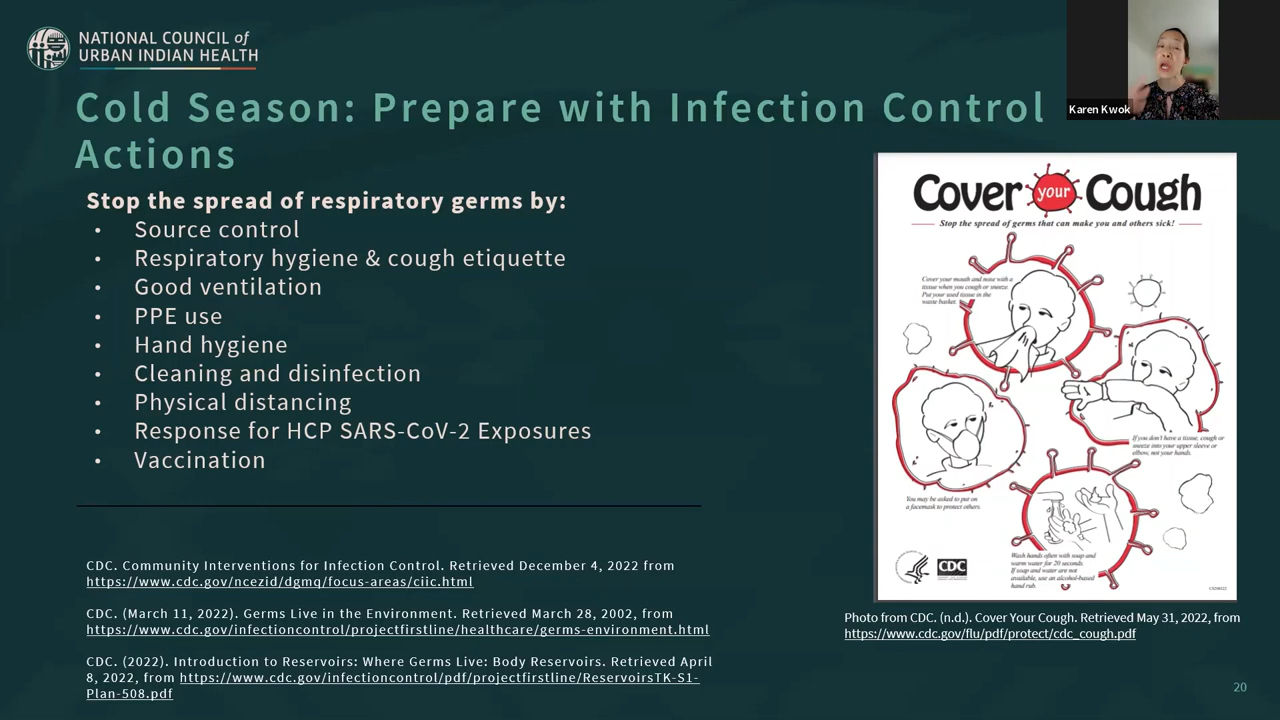 NATIONAL COUNCIL of
URBAN INDIAN HEALTH
Karen Kwok
Cold Season: Prepare with Infection Control
Actions
Stop the spread of respiratory germs by:
• Source control
• Respiratory hygiene & cough etiquette
• Good ventilation
• PPE use
• Hand hygiene
• Cleaning and disinfection
• Physical distancing
• Response for HCP SARS-CoV-2 Exposures
• Vaccination
CDC. Community Interventions for Infection Control. Retrieved December 4, 2022 from
https://www.cdc.gov/ncezid/dgmq/focus-areas/ciic.html
CDC. (March 11, 2022). Germs Live in the Environment. Retrieved March 28, 2002, from
https://www.cdc.gov/infectioncontrol/projectfirstline/healthcare/germs-environment.html
CDC. (2022). Introduction to Reservoirs: Where Germs Live: Body Reservoirs. Retrieved April
8, 2022, from https://www.cdc.gov/infectioncontrol/pdf/projectfirstline/ReservoirsTK-S1-
Plan-508.pdf
Cover your Cough
Stop the spread of germs that can make you and others sick!
Cover your mouth and nose with a
tissue when you cough or sneeze.
Put your used tissue in the
waste basket.
If you don't have a tissue, cough or
sneeze into your upper sleeve or
elbow, not your hands.
You may be asked to put on
a facemask to protect others.
Wash hands often with soap and
warm water for 20 seconds.
If soap and water are not
available, use an alcohol-based
hand rub.
CDC
Photo from CDC. (n.d.). Cover Your Cough. Retrieved May 31, 2022, from
https://www.cdc.gov/flu/pdf/protect/cdc_cough.pdf
20